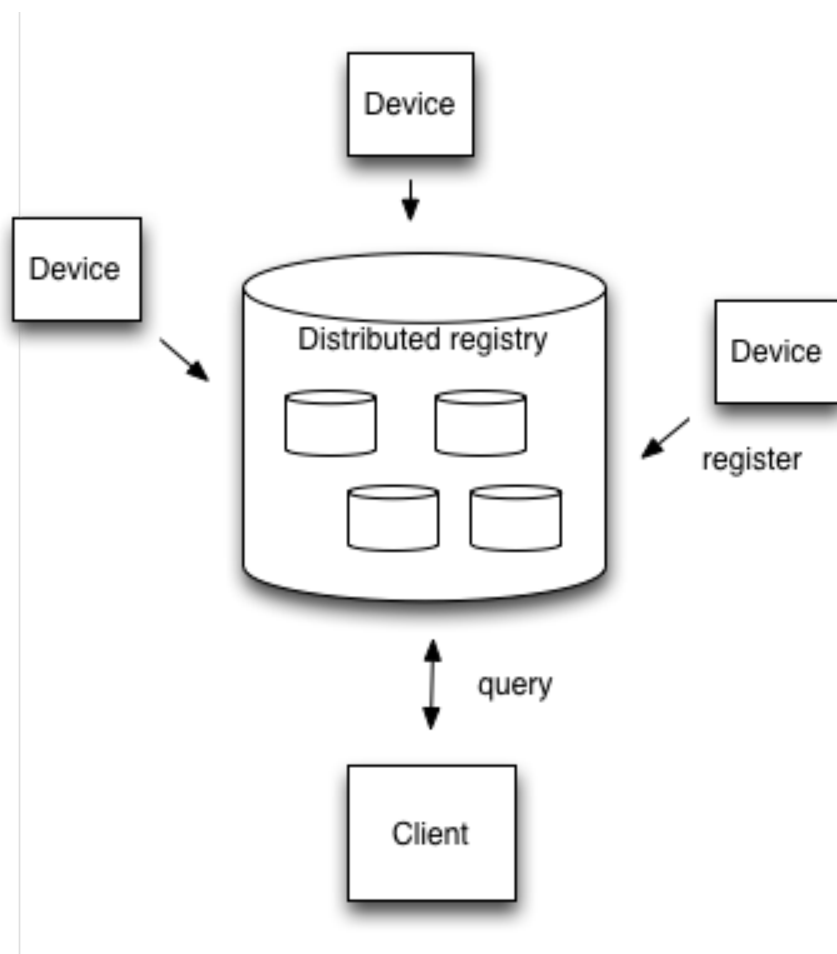 Device
Device
Distributed registry
Device
register
query
Client